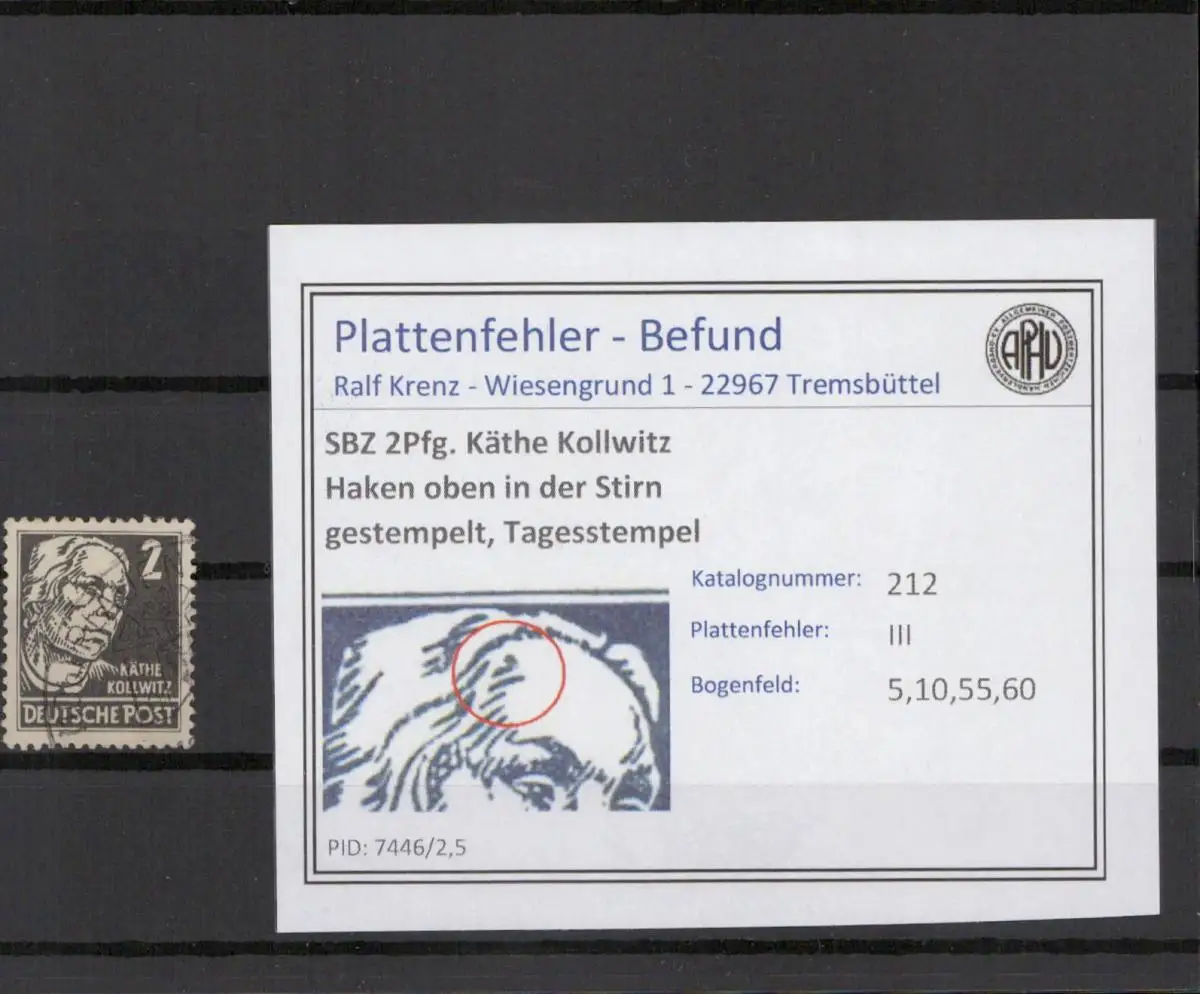 2
KÄTHE
KOLLWITZ
DEUTSCHE POST
Plattenfehler - Befund
Ralf Krenz - Wiesengrund 1 - 22967 Tremsbüttel
APHV
SBZ 2Pfg. Käthe Kollwitz
Haken oben in der Stirn
gestempelt, Tagesstempel
Katalognummer: 212
Plattenfehler: III
Bogenfeld: 5,10,55,60
PID: 7446/2,5